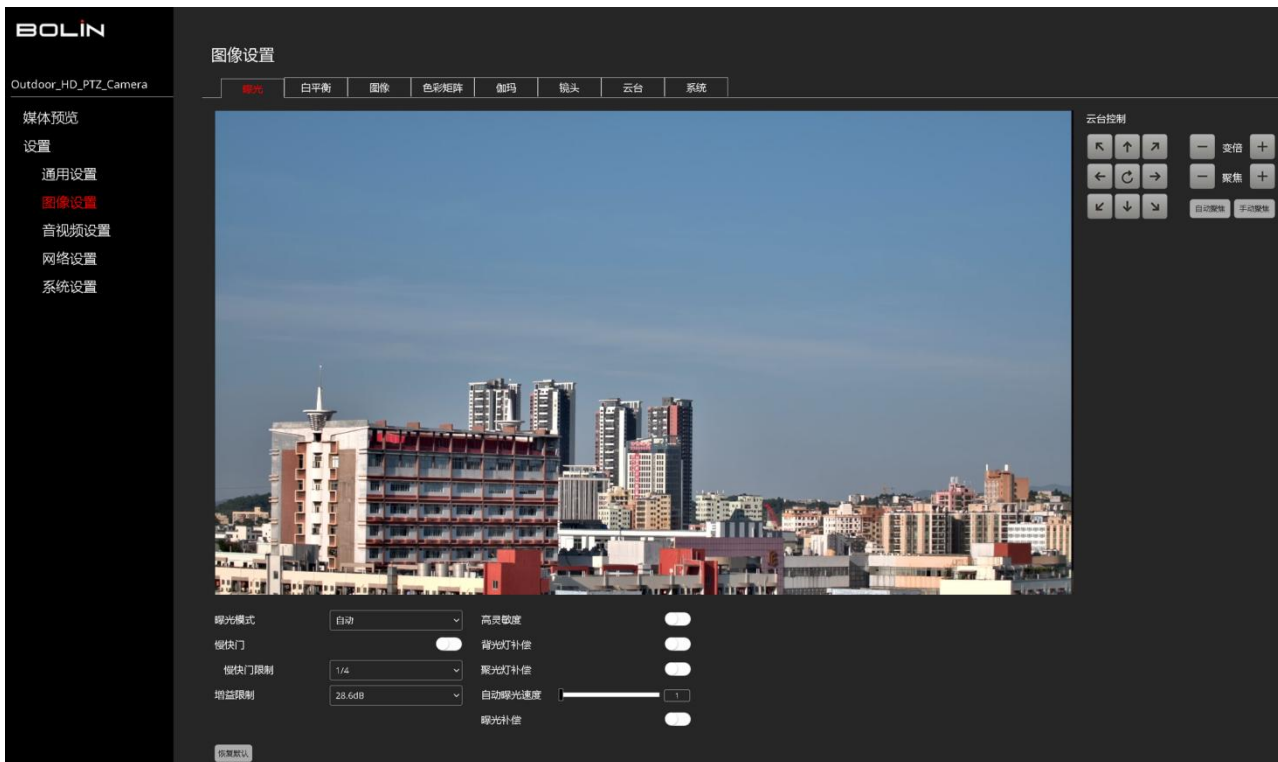 BOLIN
Outdoor_HD_PTZ_Camera
媒体预览
设置
通用设置
图像设置
音视频设置
网络设置
系统设置
图像设置
曝光 白平衡 图像 色彩矩阵 伽玛 镜头 云台 系统
云台控制
变倍
聚焦
自动聚焦 手动聚焦
曝光模式 自动
慢快门
慢快门限制 1/4
增益限制 28.6dB
高灵敏度
背光灯补偿
聚光灯补偿
自动曝光速度 1
曝光补偿
恢复默认